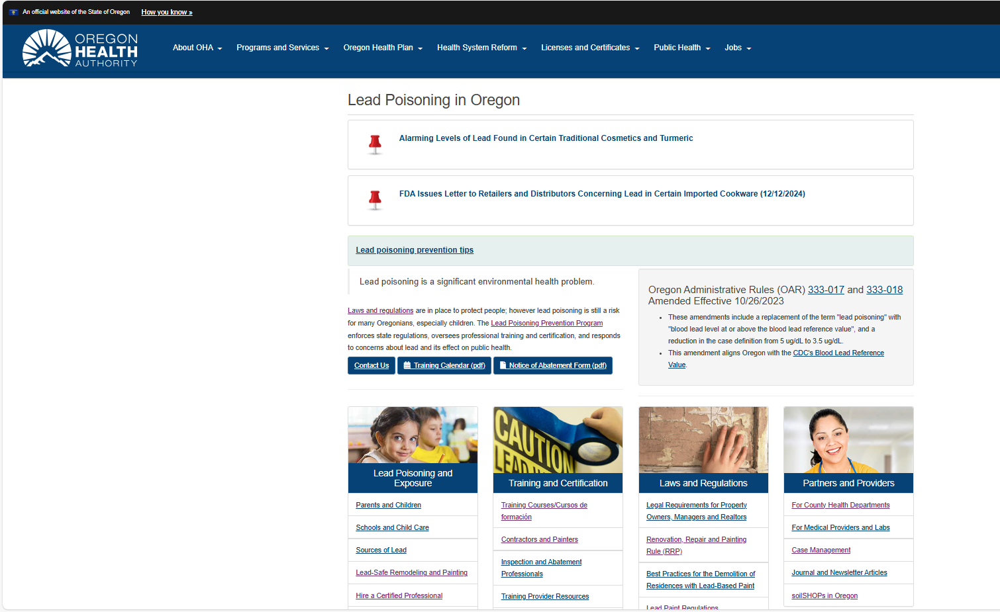 An official website of the State of Oregon
How you know »
OREGON
HEALTH
AUTHORITY
About OHA
Programs and Services
Oregon Health Plan
Health System Reform
Licenses and Certificates
Public Health
Jobs
Lead Poisoning in Oregon
Alarming Levels of Lead Found in Certain Traditional Cosmetics and Turmeric
FDA Issues Letter to Retailers and Distributors Concerning Lead in Certain Imported Cookware (12/12/2024)
Lead poisoning prevention tips
Lead poisoning is a significant environmental health problem.
Laws and regulations are in place to protect people; however lead poisoning is still a risk
for many Oregonians, especially children. The Lead Poisoning Prevention Program
enforces state regulations, oversees professional training and certification, and responds
to concerns about lead and its effect on public health.
Contact Us
Training Calendar (pdf)
Notice of Abatement Form (pdf)
Oregon Administrative Rules (OAR) 333-017 and 333-018
Amended Effective 10/26/2023
• These amendments include a replacement of the term "lead poisoning" with
"blood lead level at or above the blood lead reference value", and a
reduction in the case definition from 5 ug/dL to 3.5 ug/dL.
• This amendment aligns Oregon with the CDC's Blood Lead Reference
Value.
Lead Poisoning and
Exposure
Parents and Children
Schools and Child Care
Sources of Lead
Lead-Safe Remodeling and Painting
Hire a Certified Professional
CAUTION
LEAD
Training and Certification
Training Courses/Cursos de
formación
Contractors and Painters
Inspection and Abatement
Professionals
Training Provider Resources
Laws and Regulations
Legal Requirements for Property
Owners, Managers and Realtors
Renovation, Repair and Painting
Rule (RRP)
Best Practices for the Demolition of
Residences with Lead-Based Paint
Lead Paint Regulations
Partners and Providers
For County Health Departments
For Medical Providers and Labs
Case Management
Journal and Newsletter Articles
soilSHOPs in Oregon